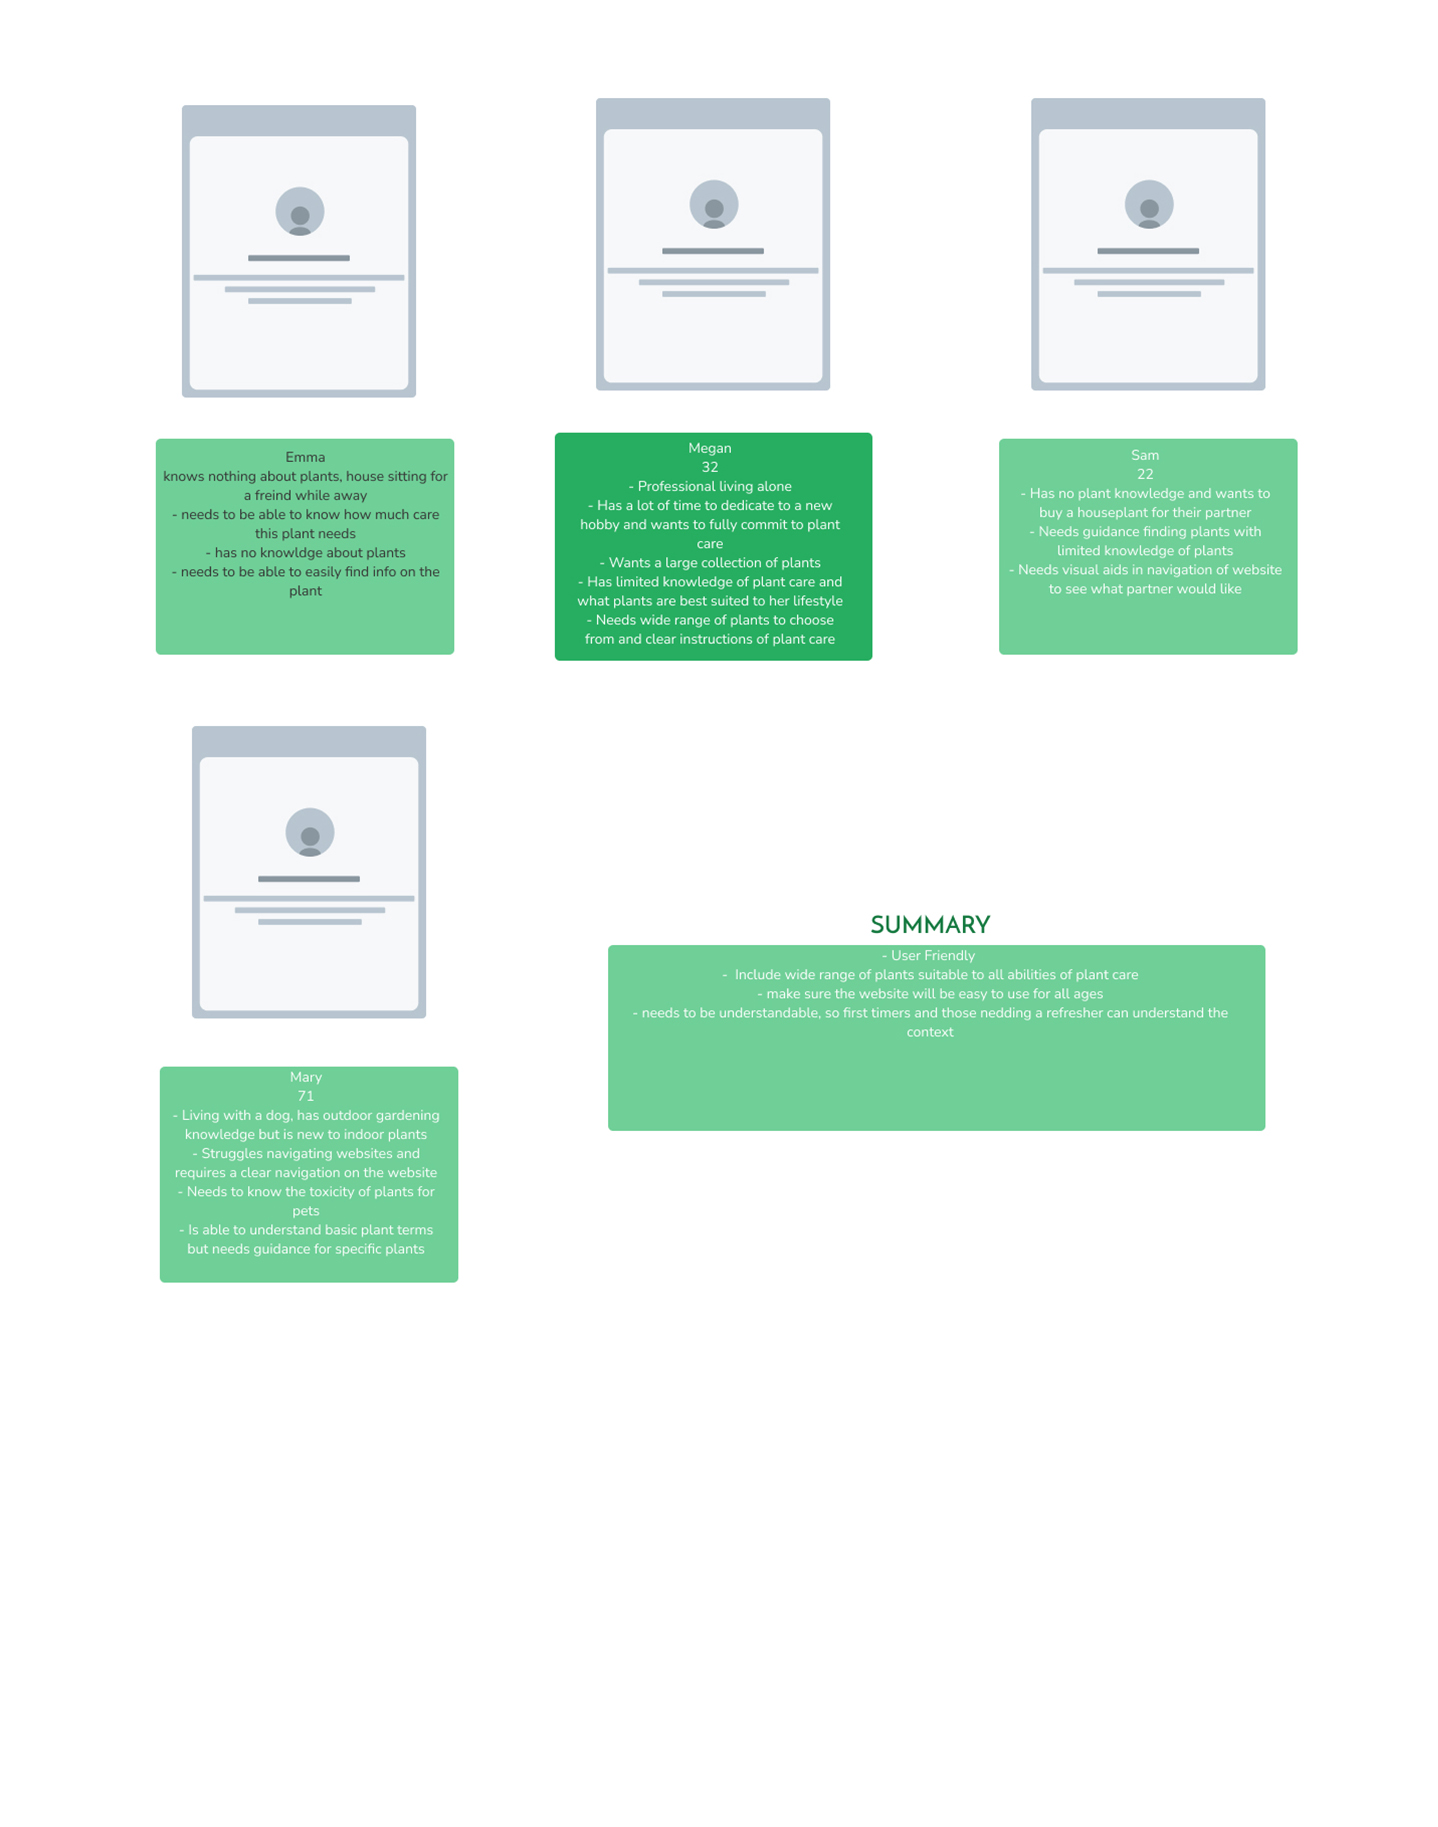 Emma
knows nothing about plants, house sitting for
a freind while away
- needs to be able to know how much care
this plant needs
- has no knowldge about plants
- needs to be able to easily find info on the
plant
Megan
32
- Professional living alone
- Has a lot of time to dedicate to a new
hobby and wants to fully commit to plant
care
- Wants a large collection of plants
- Has limited knowledge of plant care and
what plants are best suited to her lifestyle
- Needs wide range of plants to choose
from and clear instructions of plant care
Sam
22
- Has no plant knowledge and wants to
buy a houseplant for their partner
- Needs guidance finding plants with
limited knowledge of plants
- Needs visual aids in navigation of website
to see what partner would like
Mary
71
- Living with a dog, has outdoor gardening
knowledge but is new to indoor plants
- Struggles navigating websites and
requires a clear navigation on the website
- Needs to know the toxicity of plants for
pets
- Is able to understand basic plant terms
but needs guidance for specific plants
SUMMARY
- User Friendly
- Include wide range of plants suitable to all abilities of plant care
- make sure the website will be easy to use for all ages
- needs to be understandable, so first timers and those nedding a refresher can understand the
context